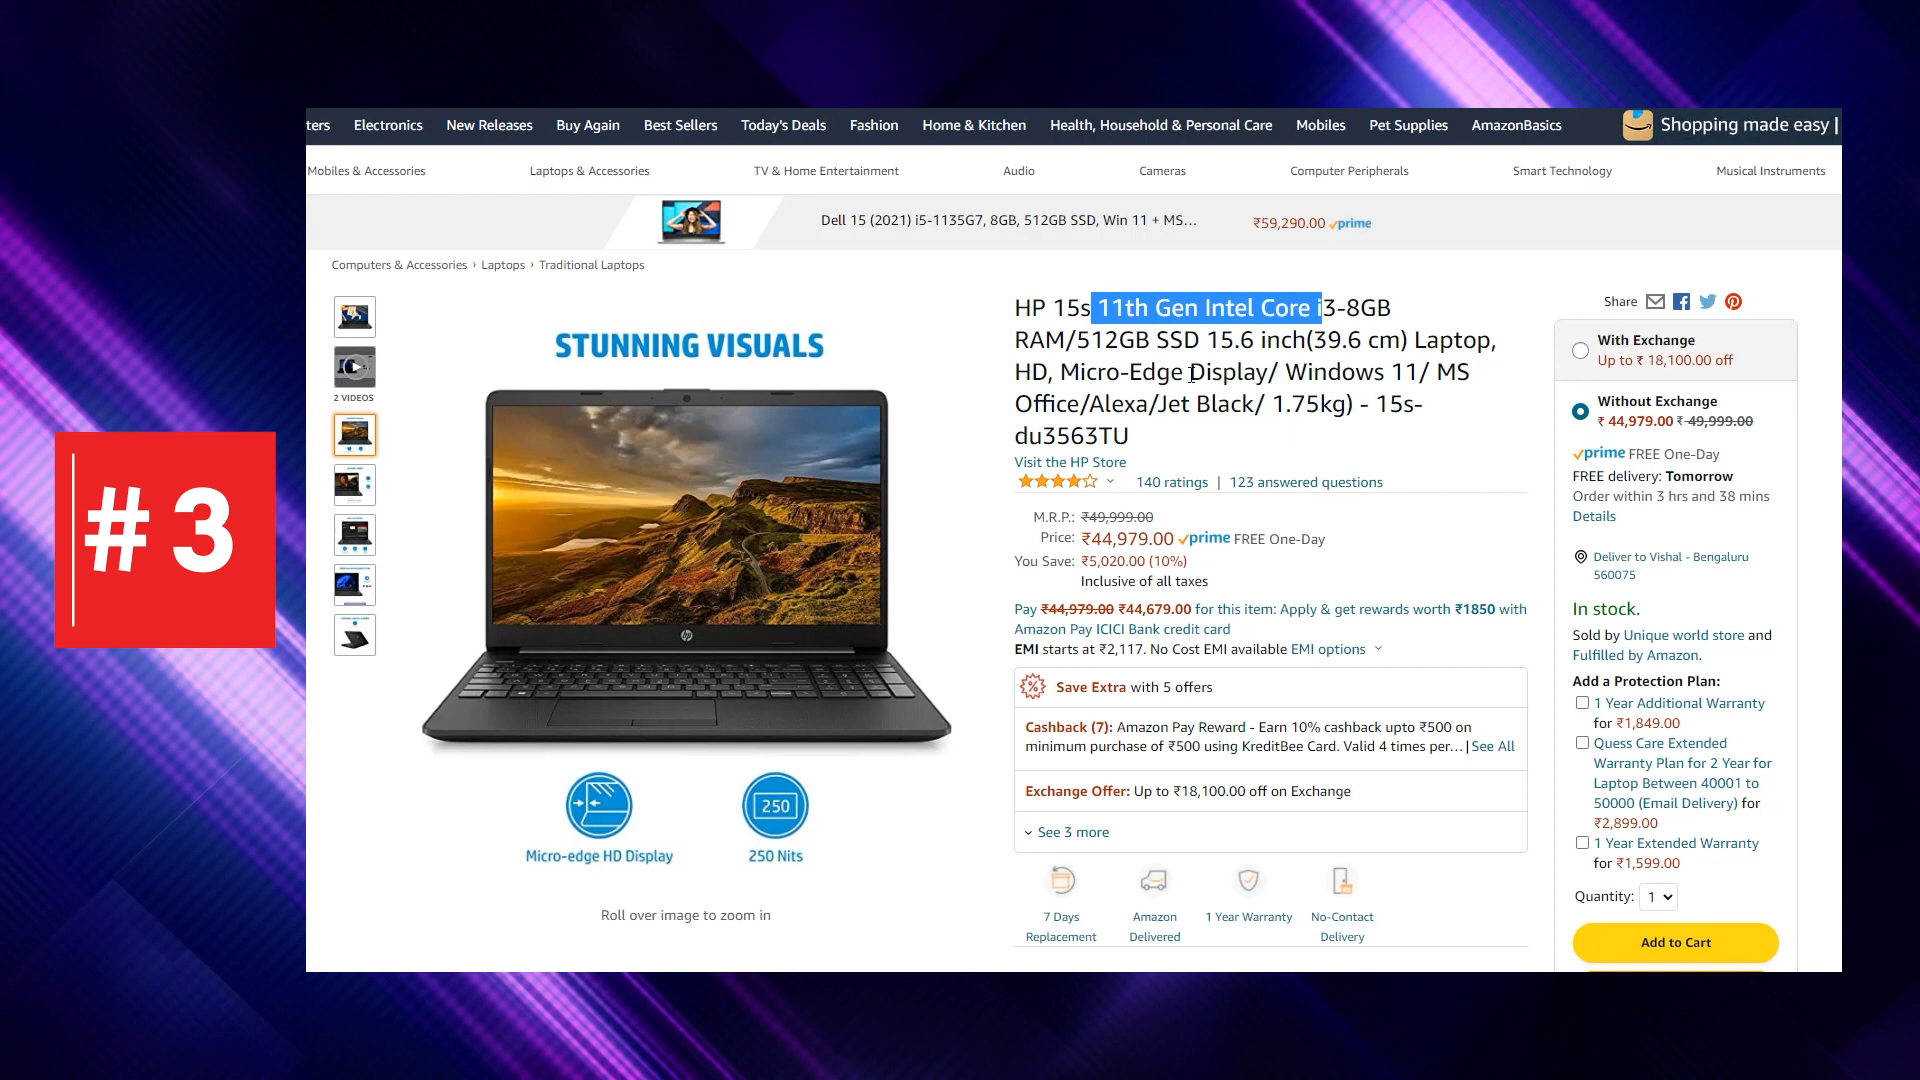 ters Electronics New Releases Buy Again Best Sellers Today's Deals Fashion Home & Kitchen Health, Household & Personal Care Mobiles Pet Supplies AmazonBasics Shopping made easy |
Mobiles & Accessories Laptops & Accessories TV & Home Entertainment Audio Cameras Computer Peripherals Smart Technology Musical Instruments
Dell 15 (2021) i5-1135G7, 8GB, 512GB SSD, Win 11 + MS... ₹59,290.00 prime
Computers & Accessories › Laptops › Traditional Laptops
# 3
2 VIDEOS
STUNNING VISUALS
hp
Micro-edge HD Display
250
250 Nits
Roll over image to zoom in
HP 15s 11th Gen Intel Core i3-8GB
RAM/512GB SSD 15.6 inch(39.6 cm) Laptop,
HD, Micro-Edge Display/ Windows 11/ MS
Office/Alexa/Jet Black/ 1.75kg) - 15s-
du3563TU
Visit the HP Store
140 ratings | 123 answered questions
M.R.P.: ₹49,999.00
Price: ₹44,979.00 prime FREE One-Day
You Save: ₹5,020.00 (10%)
Inclusive of all taxes
Pay ₹44,979.00 ₹44,679.00 for this item: Apply & get rewards worth ₹1850 with
Amazon Pay ICICI Bank credit card
EMI starts at ₹2,117. No Cost EMI available EMI options
Save Extra with 5 offers
Cashback (7): Amazon Pay Reward - Earn 10% cashback upto ₹500 on
minimum purchase of ₹500 using KreditBee Card. Valid 4 times per... | See All
Exchange Offer: Up to ₹18,100.00 off on Exchange
See 3 more
7 Days
Replacement
Amazon
Delivered
1 Year Warranty
No-Contact
Delivery
Share
With Exchange
Up to ₹ 18,100.00 off
Without Exchange
₹ 44,979.00 ₹ 49,999.00
prime FREE One-Day
FREE delivery: Tomorrow
Order within 3 hrs and 38 mins
Details
Deliver to Vishal - Bengaluru
560075
In stock.
Sold by Unique world store and
Fulfilled by Amazon.
Add a Protection Plan:
1 Year Additional Warranty
for ₹1,849.00
Quess Care Extended
Warranty Plan for 2 Year for
Laptop Between 40001 to
50000 (Email Delivery) for
₹2,899.00
1 Year Extended Warranty
for ₹1,599.00
Quantity: 1
Add to Cart